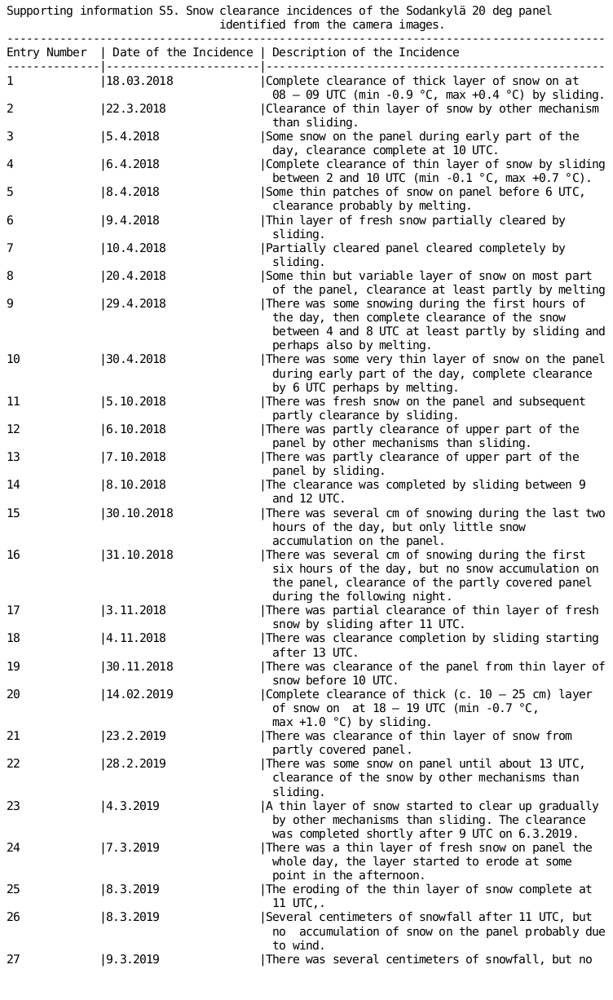 Supporting information S5. Snow clearance incidences of the Sodankylä 20 deg panel
identified from the camera images.
-----------------------------------------------------------------------------------------
Entry Number | Date of the Incidence | Description of the Incidence
--------------|-----------------------|--------------------------------------------------
1 |18.03.2018 |Complete clearance of thick layer of snow on at
08 – 09 UTC (min -0.9 °C, max +0.4 °C) by sliding.
2 |22.3.2018 |Clearance of thin layer of snow by other mechanism
than sliding.
3 |5.4.2018 |Some snow on the panel during early part of the
day, clearance complete at 10 UTC.
4 |6.4.2018 |Complete clearance of thin layer of snow by sliding
between 2 and 10 UTC (min -0.1 °C, max +0.7 °C).
5 |8.4.2018 |Some thin patches of snow on panel before 6 UTC,
clearance probably by melting.
6 |9.4.2018 |Thin layer of fresh snow partially cleared by
sliding.
7 |10.4.2018 |Partially cleared panel cleared completely by
sliding.
8 |20.4.2018 |Some thin but variable layer of snow on most part
of the panel, clearance at least partly by melting
9 |29.4.2018 |There was some snowing during the first hours of
the day, then complete clearance of the snow
between 4 and 8 UTC at least partly by sliding and
perhaps also by melting.
10 |30.4.2018 |There was some very thin layer of snow on the panel
during early part of the day, complete clearance
by 6 UTC perhaps by melting.
11 |5.10.2018 |There was fresh snow on the panel and subsequent
partly clearance by sliding.
12 |6.10.2018 |There was partly clearance of upper part of the
panel by other mechanisms than sliding.
13 |7.10.2018 |There was partly clearance of upper part of the
panel by sliding.
14 |8.10.2018 |The clearance was completed by sliding between 9
and 12 UTC.
15 |30.10.2018 |There was several cm of snowing during the last two
hours of the day, but only little snow
accumulation on the panel.
16 |31.10.2018 |There was several cm of snowing during the first
six hours of the day, but no snow accumulation on
the panel, clearance of the partly covered panel
during the following night.
17 |3.11.2018 |There was partial clearance of thin layer of fresh
snow by sliding after 11 UTC.
18 |4.11.2018 |There was clearance completion by sliding starting
after 13 UTC.
19 |30.11.2018 |There was clearance of the panel from thin layer of
snow before 10 UTC.
20 |14.02.2019 |Complete clearance of thick (c. 10 – 25 cm) layer
of snow on  at 18 – 19 UTC (min -0.7 °C,
max +1.0 °C) by sliding.
21 |23.2.2019 |There was clearance of thin layer of snow from
partly covered panel.
22 |28.2.2019 |There was some snow on panel until about 13 UTC,
clearance of the snow by other mechanisms than
sliding.
23 |4.3.2019 |A thin layer of snow started to clear up gradually
by other mechanisms than sliding. The clearance
was completed shortly after 9 UTC on 6.3.2019.
24 |7.3.2019 |There was a thin layer of fresh snow on panel the
whole day, the layer started to erode at some
point in the afternoon.
25 |8.3.2019 |The eroding of the thin layer of snow complete at
11 UTC,.
26 |8.3.2019 |Several centimeters of snowfall after 11 UTC, but
no  accumulation of snow on the panel probably due
to wind.
27 |9.3.2019 |There was several centimeters of snowfall, but no